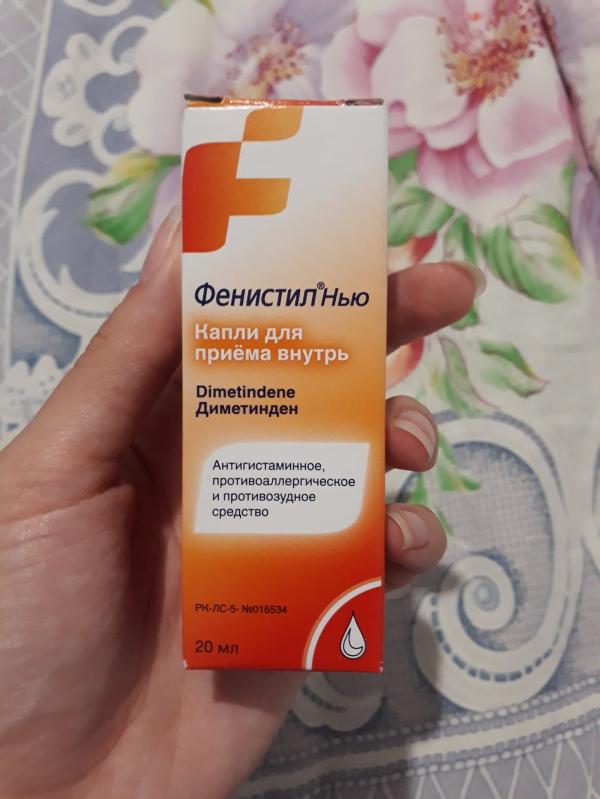 Фенистил® Нью
Капли для
приёма внутрь
Dimetindene
Диметинден
Антигистаминное,
противоаллергическое
и противозудное
средство
РК-ЛС-5- №016534
20 мл